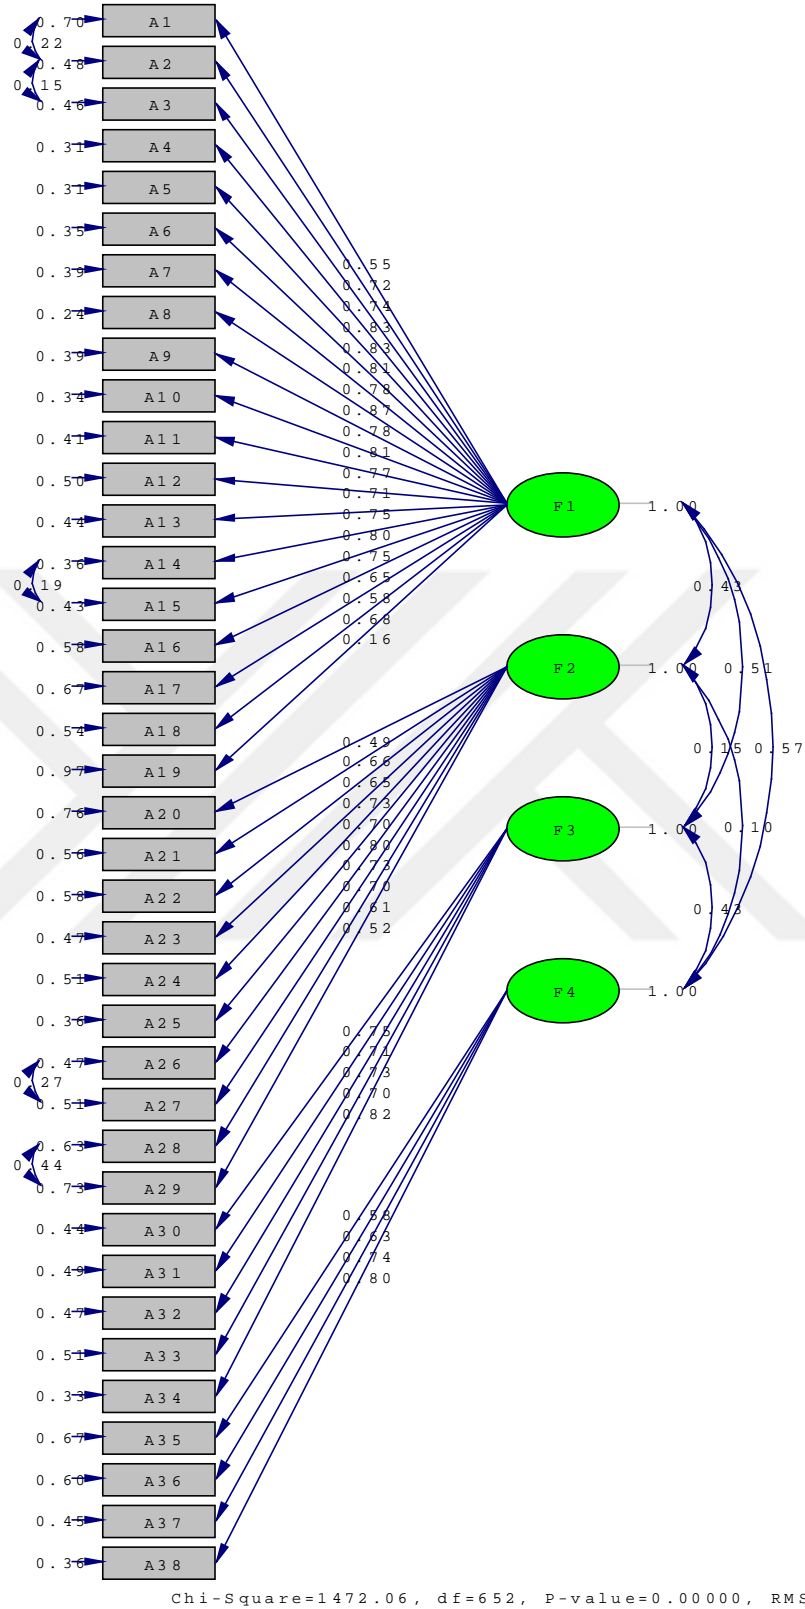 0.70 A1
0.22
0.48 A2
0.15
0.46 A3
0.31 A4
0.31 A5
0.35 A6
0.39 A7
0.24 A8
0.39 A9
0.34 A10
0.41 A11
0.50 A12
0.44 A13
0.36 A14
0.19
0.43 A15
0.58 A16
0.67 A17
0.54 A18
0.97 A19
0.76 A20
0.56 A21
0.58 A22
0.47 A23
0.51 A24
0.36 A25
0.47 A26
0.27
0.51 A27
0.63 A28
0.44
0.73 A29
0.44 A30
0.49 A31
0.47 A32
0.51 A33
0.33 A34
0.67 A35
0.60 A36
0.45 A37
0.36 A38
0.55
0.72
0.74
0.83
0.83
0.81
0.78
0.87
0.78
0.81
0.77
0.71
0.75
0.80
0.75
0.65
0.58
0.68
0.16
0.49
0.66
0.65
0.73
0.70
0.80
0.73
0.70
0.61
0.52
0.75
0.71
0.73
0.70
0.82
0.58
0.63
0.74
0.80
F1 1.00
0.43
F2 1.00 0.51
0.15 0.57
F3 1.00 0.10
0.43
F4 1.00
Chi-Square=1472.06, df=652, P-value=0.00000, RMS